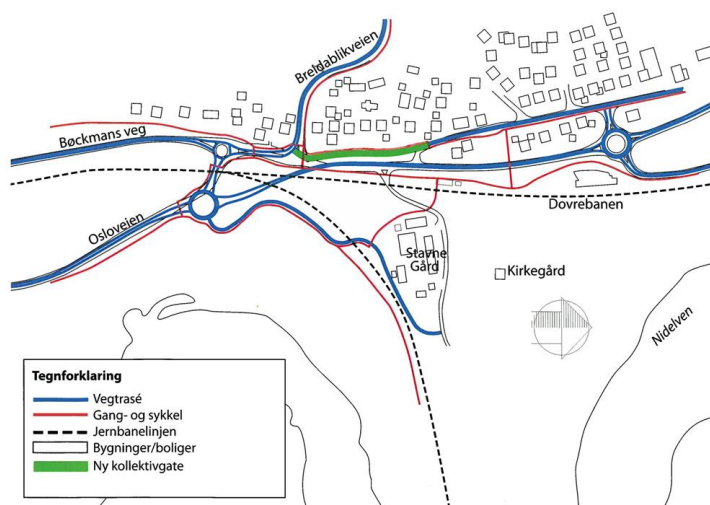 Breidablikveien
Bøckmans veg
Osloveien
Dovrebanen
Stavne
Gård
Kirkegård
Nidelven
Tegnforklaring
Vegtrasé
Gang- og sykkel
Jernbanelinjen
Bygninger/boliger
Ny kollektivgate